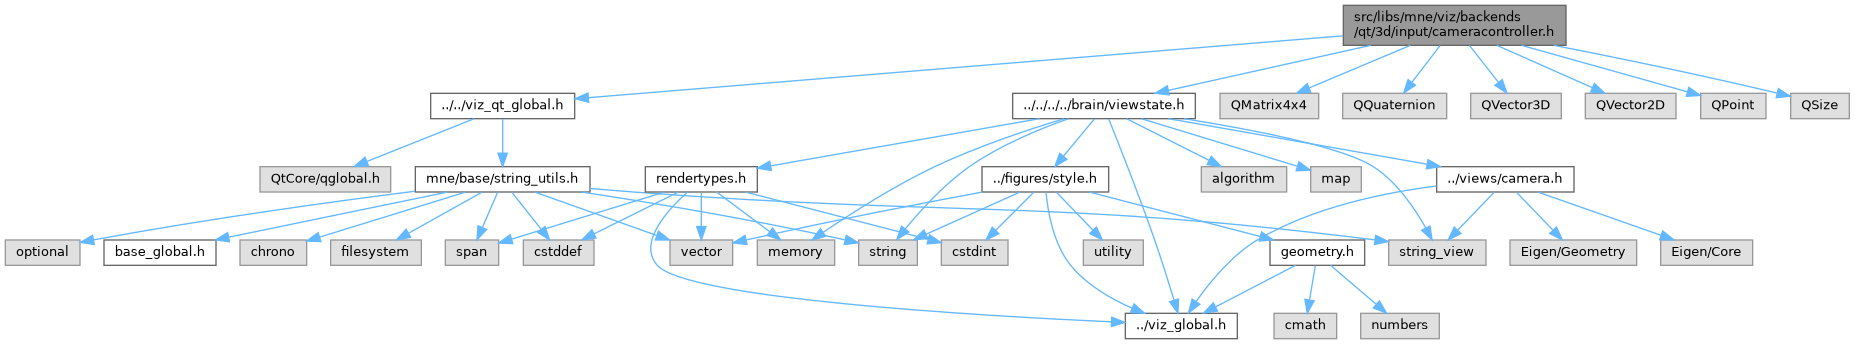 src/libs/mne/viz/backends
/qt/3d/input/cameracontroller.h
../../viz_qt_global.h
../../../../brain/viewstate.h
QMatrix4x4
QQuaternion
QVector3D
QVector2D
QPoint
QSize
QtCore/qglobal.h
mne/base/string_utils.h
rendertypes.h
../figures/style.h
algorithm
map
../views/camera.h
optional
base_global.h
chrono
filesystem
span
cstddef
vector
memory
string
cstdint
utility
geometry.h
string_view
Eigen/Geometry
Eigen/Core
../viz_global.h
cmath
numbers